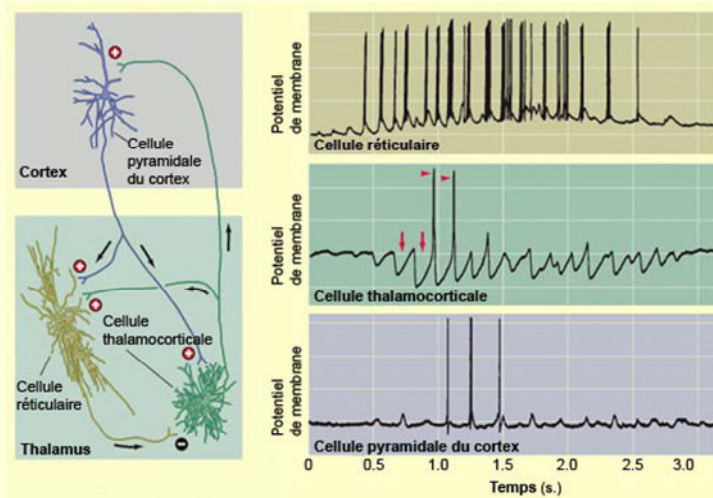 Cellule
pyramidale
du cortex
Cortex
Cellule
thalamocorticale
Cellule
réticulaire
Thalamus
Potentiel
de membrane
Cellule réticulaire
Potentiel
de membrane
Cellule thalamocorticale
Potentiel
de membrane
Cellule pyramidale du cortex
0 0.5 1.0 1.5 2.0 2.5 3.0
Temps (s.)